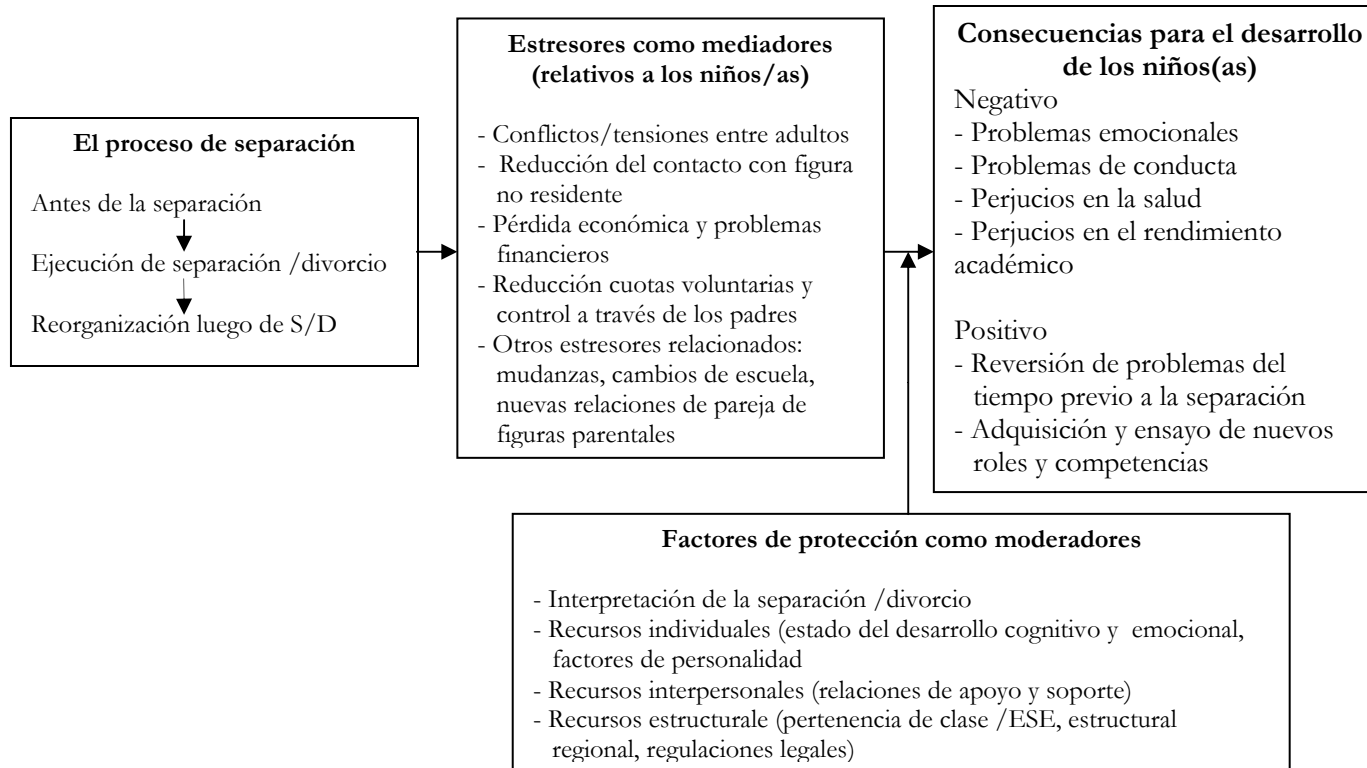 El proceso de separación
Antes de la separación
Ejecución de separación /divorcio
Reorganización luego de S/D
Estresores como mediadores
(relativos a los niños/as)
- Conflictos/tensiones entre adultos
- Reducción del contacto con figura
no residente
- Pérdida económica y problemas
financieros
- Reducción cuotas voluntarias y
control a través de los padres
- Otros estresores relacionados:
mudanzas, cambios de escuela,
nuevas relaciones de pareja de
figuras parentales
Consecuencias para el desarrollo
de los niños(as)
Negativo
- Problemas emocionales
- Problemas de conducta
- Perjucios en la salud
- Perjucios en el rendimiento
académico
Positivo
- Reversión de problemas del
tiempo previo a la separación
- Adquisición y ensayo de nuevos
roles y competencias
Factores de protección como moderadores
- Interpretación de la separación /divorcio
- Recursos individuales (estado del desarrollo cognitivo y emocional,
factores de personalidad
- Recursos interpersonales (relaciones de apoyo y soporte)
- Recursos estructurale (pertenencia de clase /ESE, estructural
regional, regulaciones legales)